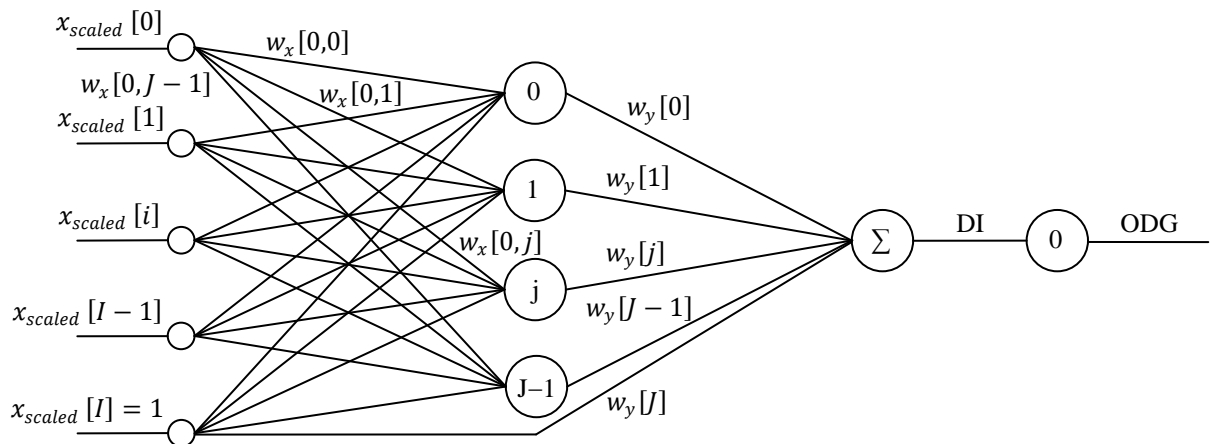 x_scaled [0]
w_x[0,0]
w_x[0, J − 1]
w_x[0,1]
0
w_y[0]
x_scaled [1]
1
w_y[1]
x_scaled [i]
w_x[0, j]
∑
DI
0
ODG
w_y[j]
j
x_scaled [I − 1]
w_y[J − 1]
J–1
x_scaled [I] = 1
w_y[J]